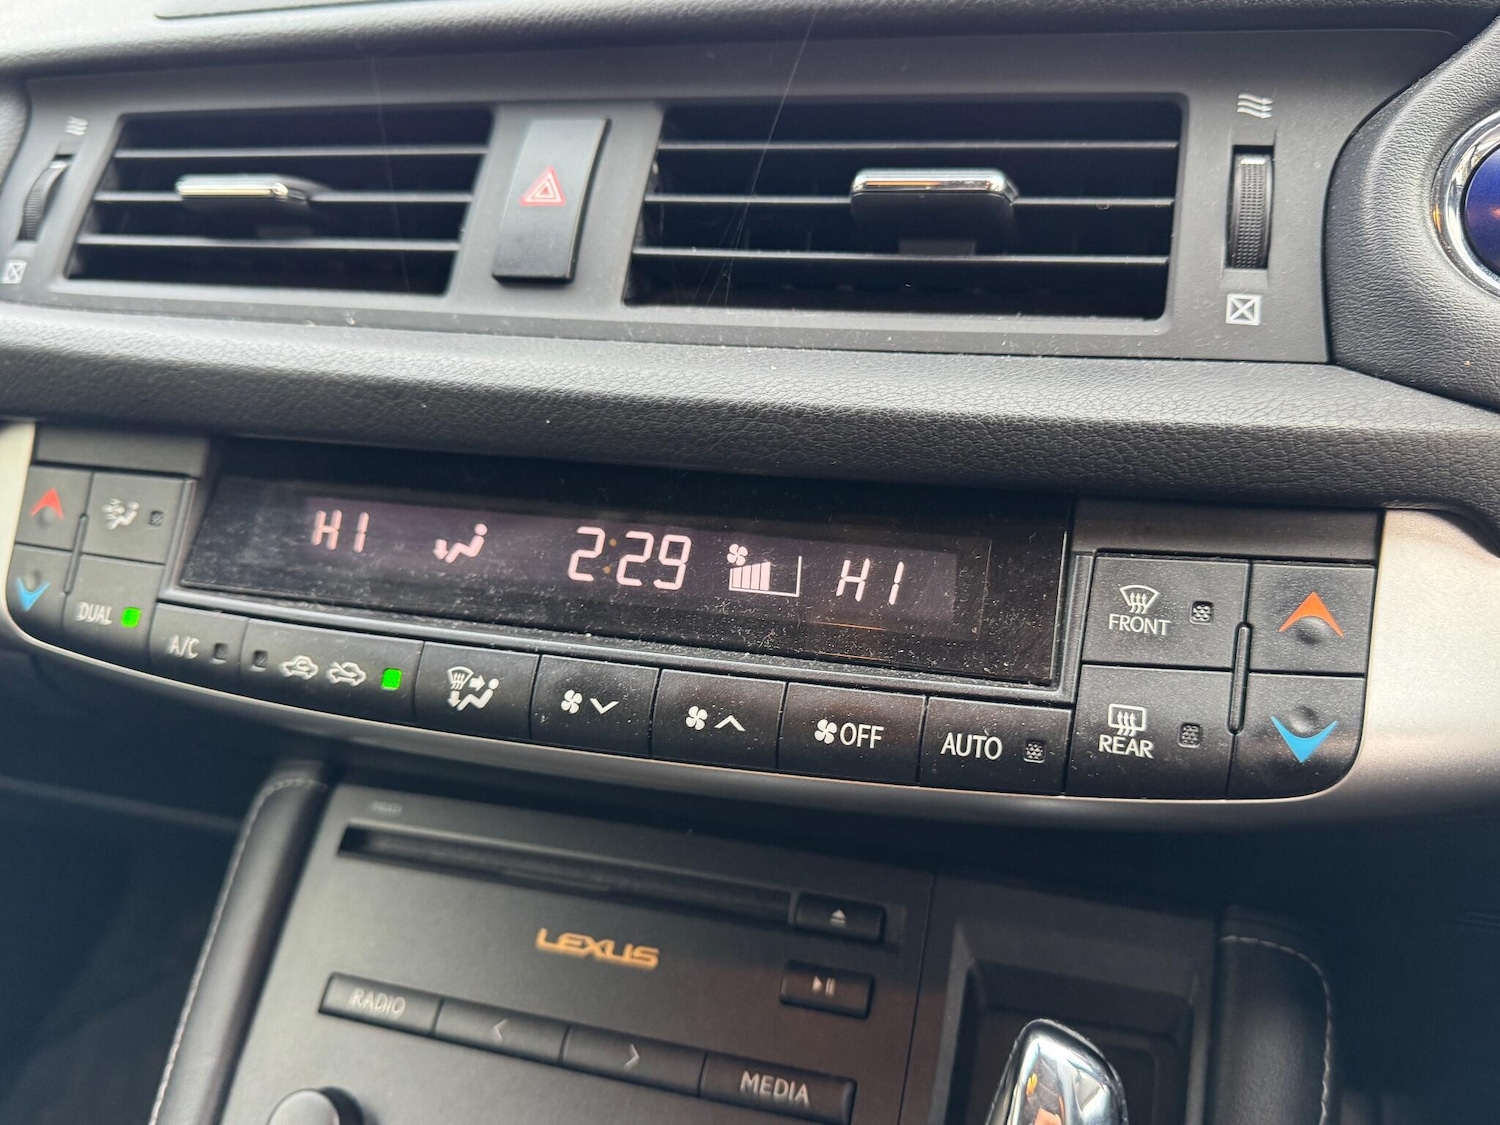 HI 2:29 HI
DUAL
A/C
OFF
AUTO
FRONT
REAR
LEXUS
RADIO
MEDIA